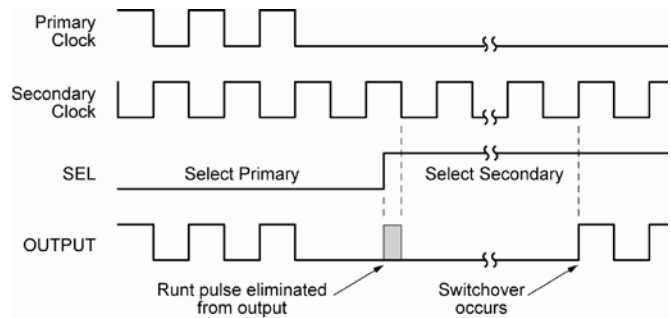 Primary
Clock
Secondary
Clock
SEL
Select Primary
Select Secondary
OUTPUT
Runt pulse eliminated
from output
Switchover
occurs